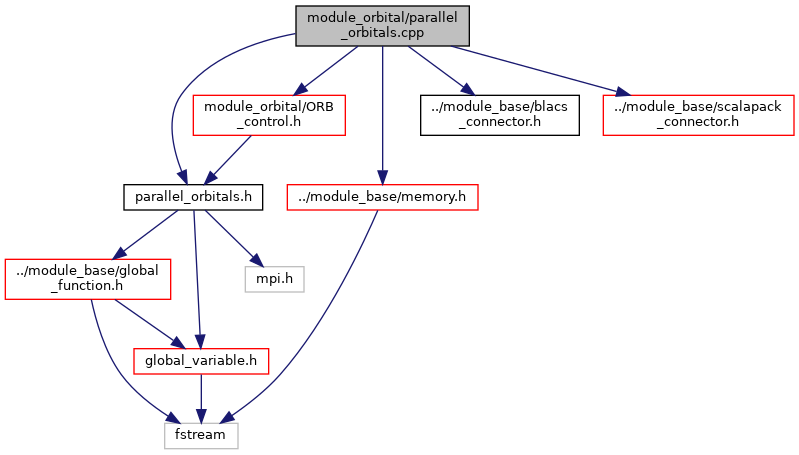 module_orbital/parallel
_orbitals.cpp
module_orbital/ORB
_control.h
../module_base/blacs
_connector.h
../module_base/scalapack
_connector.h
parallel_orbitals.h
../module_base/memory.h
../module_base/global
_function.h
mpi.h
global_variable.h
fstream